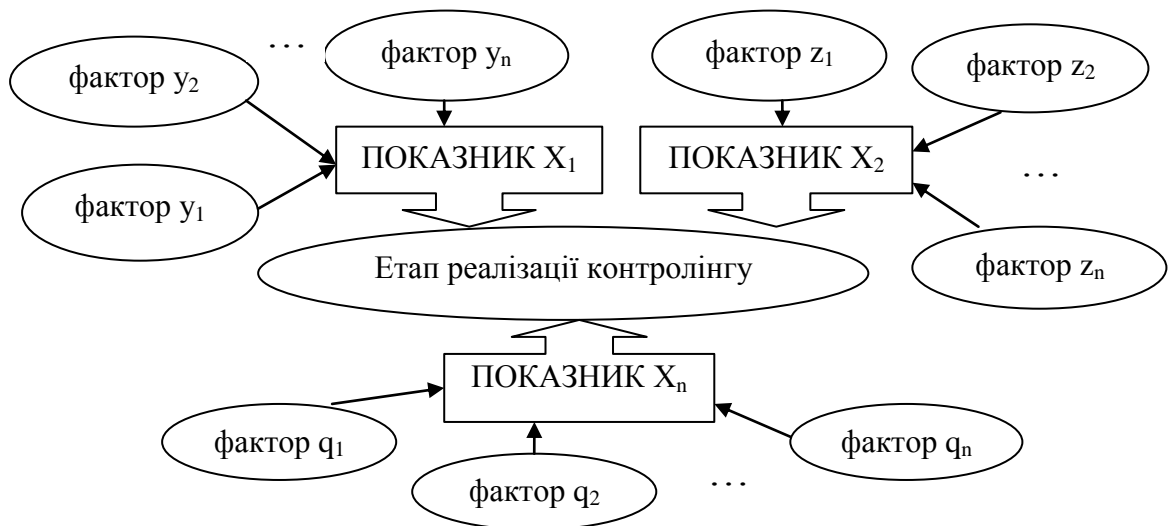 … фактор yₙ
фактор z₁
фактор y₂
фактор z₂
ПОКАЗНИК X₁
ПОКАЗНИК X₂
…
фактор y₁
Етап реалізації контролінгу
фактор zₙ
ПОКАЗНИК Xₙ
фактор q₁
фактор qₙ
фактор q₂
…